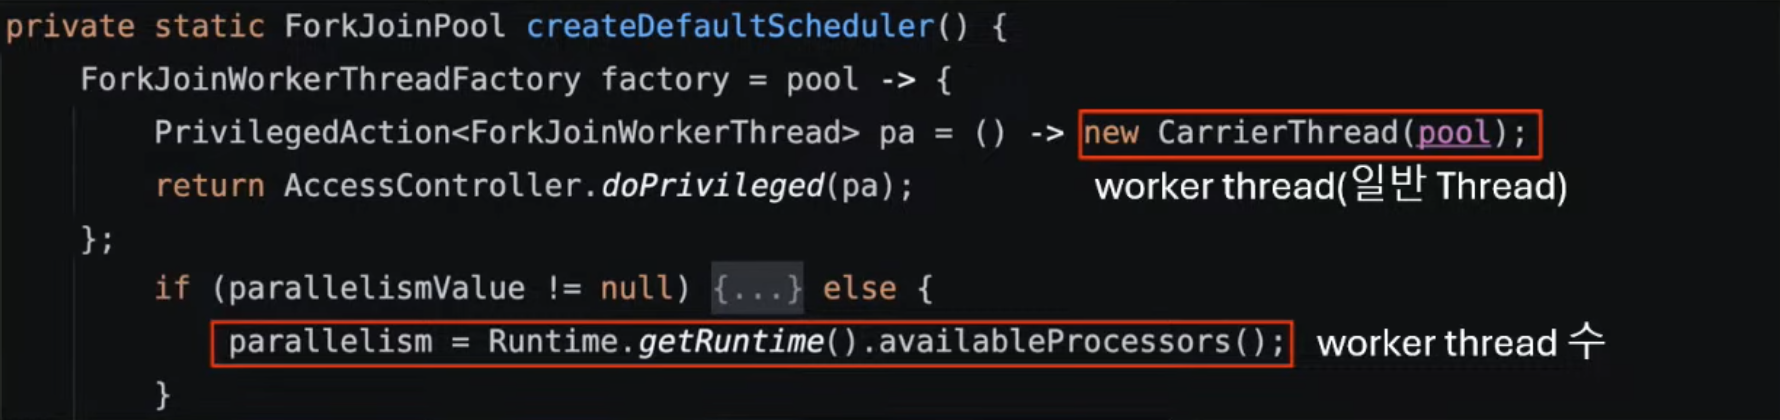 private static ForkJoinPool createDefaultScheduler() {
ForkJoinWorkerThreadFactory factory = pool -> {
PrivilegedAction<ForkJoinWorkerThread> pa = () -> new CarrierThread(pool);
return AccessController.doPrivileged(pa);
worker thread(일반 Thread)
};
if (parallelismValue != null) {...} else {
parallelism = Runtime.getRuntime().availableProcessors();
worker thread 수
}